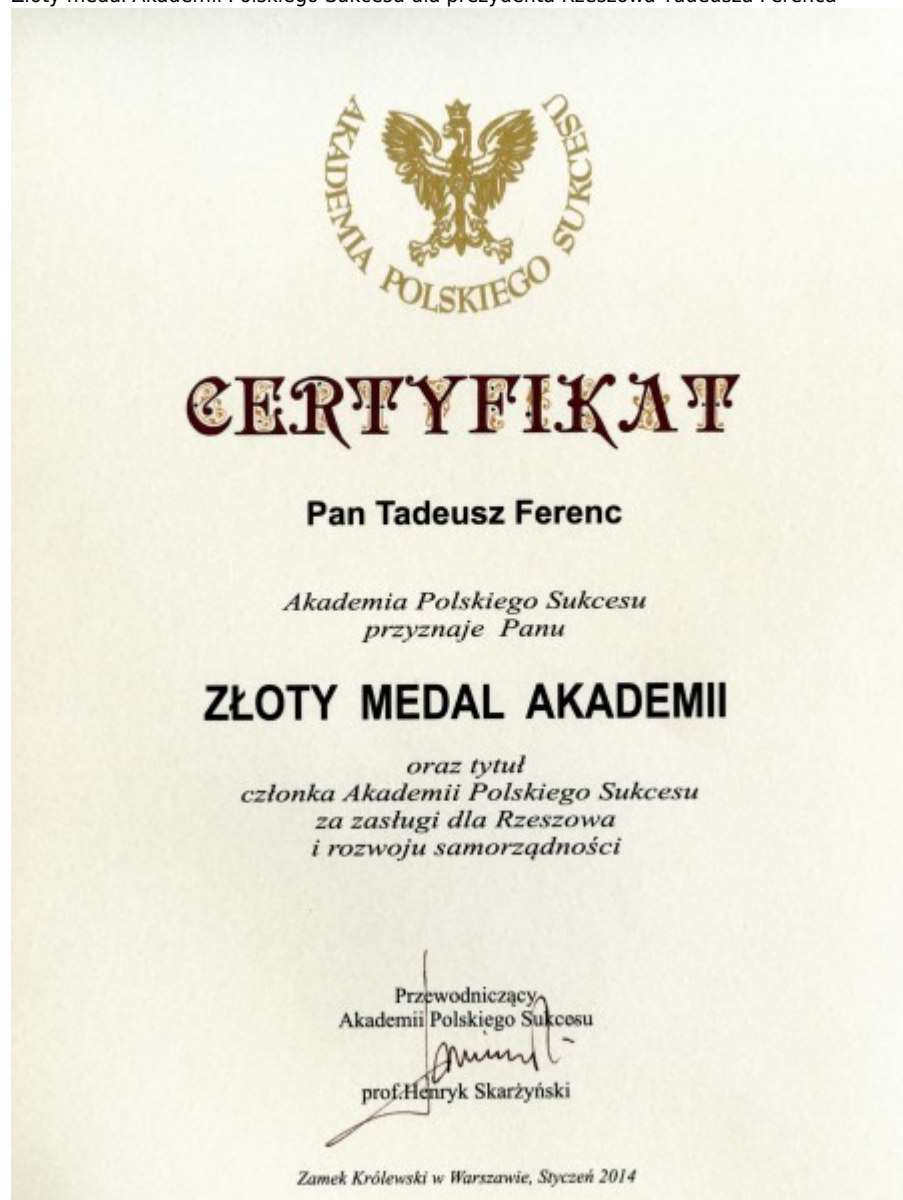 Złoty medal Akademii Polskiego Sukcesu dla prezydenta Rzeszowa Tadeusza Ferenca
AKADEMIA POLSKIEGO SUKCESU
CERTYFIKAT
Pan Tadeusz Ferenc
Akademia Polskiego Sukcesu
przyznaje Panu
ZŁOTY MEDAL AKADEMII
oraz tytuł
członka Akademii Polskiego Sukcesu
za zasługi dla Rzeszowa
i rozwoju samorządności
Przewodniczący
Akademii Polskiego Sukcesu
prof.Henryk Skarżyński
Zamek Królewski w Warszawie, Styczeń 2014